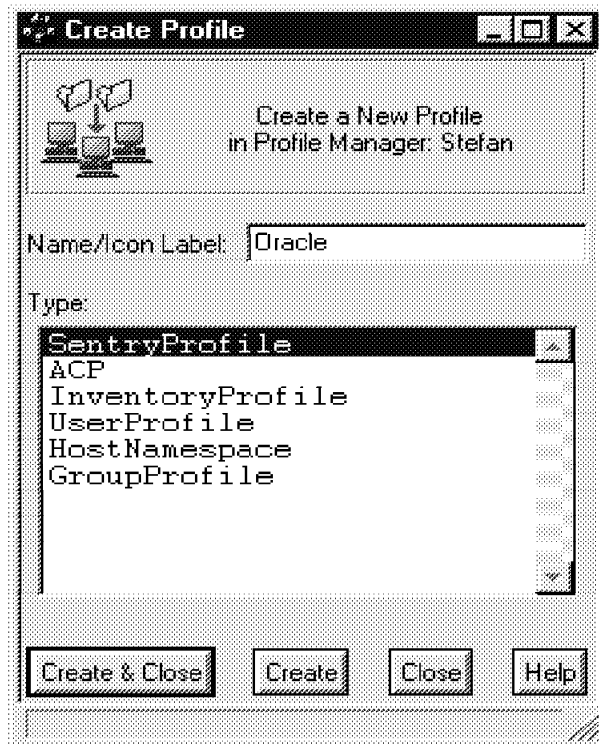 Create Profile
Create a New Profile
in Profile Manager: Stefan
Name/Icon Label: Oracle
Type:
SentryProfile
ACP
InventoryProfile
UserProfile
HostNamespace
GroupProfile
Create & Close Create Close Help